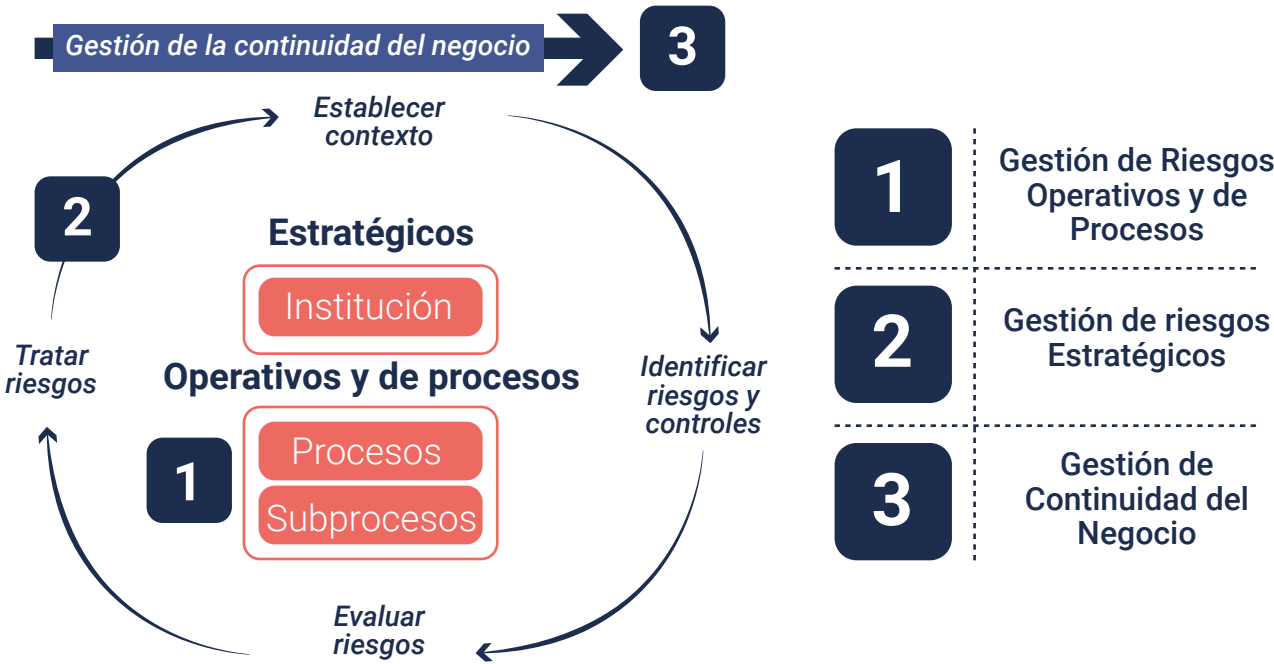 Gestión de la continuidad del negocio
3
Establecer
contexto
2
Estratégicos
Institución
Tratar
riesgos
Operativos y de procesos
Identificar
riesgos y
controles
1
Procesos
Subprocesos
Evaluar
riesgos
1
Gestión de Riesgos
Operativos y de
Procesos
2
Gestión de riesgos
Estratégicos
3
Gestión de
Continuidad del
Negocio